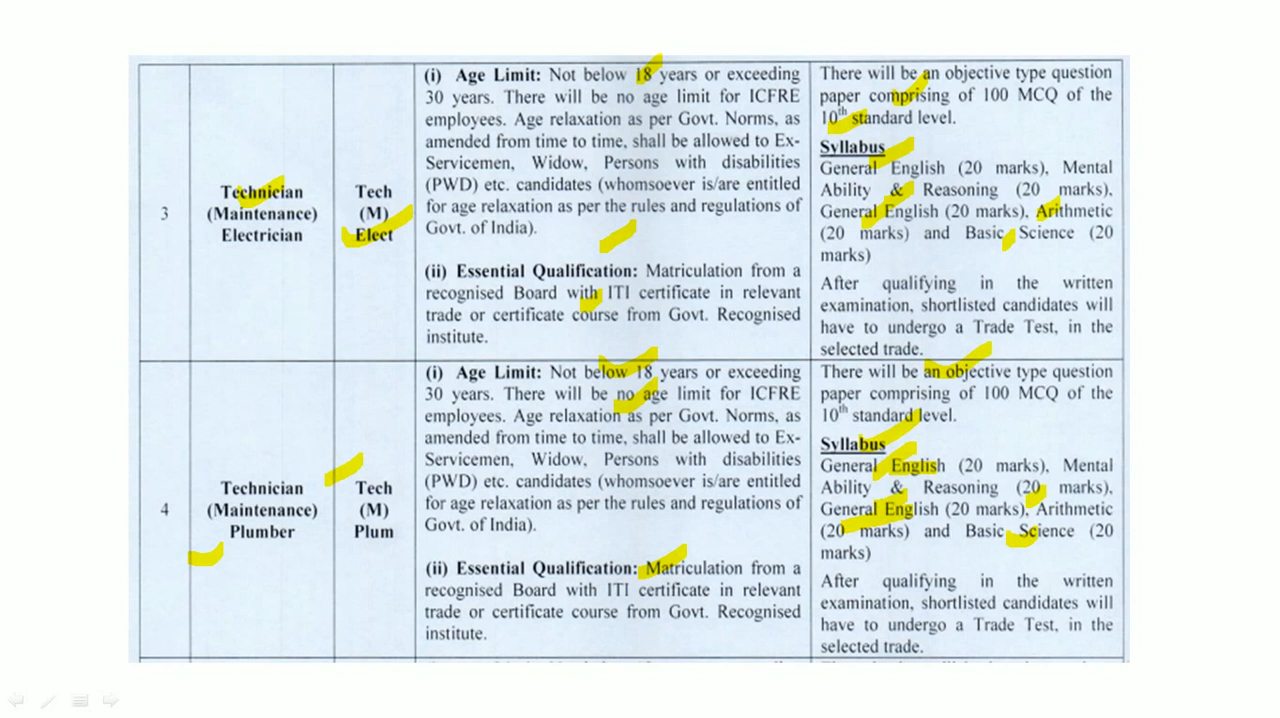 3
Technician
(Maintenance)
Electrician
Tech
(M)
Elect
(i) Age Limit: Not below 18 years or exceeding
30 years. There will be no age limit for ICFRE
employees. Age relaxation as per Govt. Norms, as
amended from time to time, shall be allowed to Ex-
Servicemen, Widow, Persons with disabilities
(PWD) etc. candidates (whomsoever is/are entitled
for age relaxation as per the rules and regulations of
Govt. of India).
(ii) Essential Qualification: Matriculation from a
recognised Board with ITI certificate in relevant
trade or certificate course from Govt. Recognised
institute.
There will be an objective type question
paper comprising of 100 MCQ of the
10th standard level.
Syllabus
General English (20 marks), Mental
Ability & Reasoning (20 marks),
General English (20 marks), Arithmetic
(20 marks) and Basic Science (20
marks)
After qualifying in the written
examination, shortlisted candidates will
have to undergo a Trade Test, in the
selected trade.
4
Technician
(Maintenance)
Plumber
Tech
(M)
Plum
(i) Age Limit: Not below 18 years or exceeding
30 years. There will be no age limit for ICFRE
employees. Age relaxation as per Govt. Norms, as
amended from time to time, shall be allowed to Ex-
Servicemen, Widow, Persons with disabilities
(PWD) etc. candidates (whomsoever is/are entitled
for age relaxation as per the rules and regulations of
Govt. of India).
(ii) Essential Qualification: Matriculation from a
recognised Board with ITI certificate in relevant
trade or certificate course from Govt. Recognised
institute.
There will be an objective type question
paper comprising of 100 MCQ of the
10th standard level.
Syllabus
General English (20 marks), Mental
Ability & Reasoning (20 marks),
General English (20 marks), Arithmetic
(20 marks) and Basic Science (20
marks)
After qualifying in the written
examination, shortlisted candidates will
have to undergo a Trade Test, in the
selected trade.